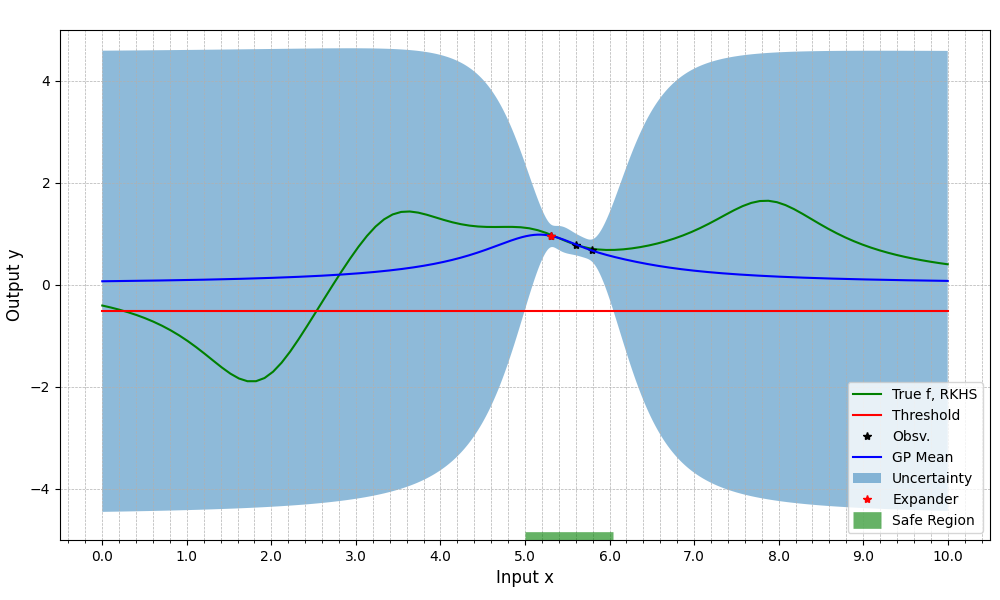 4
2
0
−2
−4
Output y
0.0 1.0 2.0 3.0 4.0 5.0 6.0 7.0 8.0 9.0 10.0
Input x
True f, RKHS
Threshold
Obsv.
GP Mean
Uncertainty
Expander
Safe Region